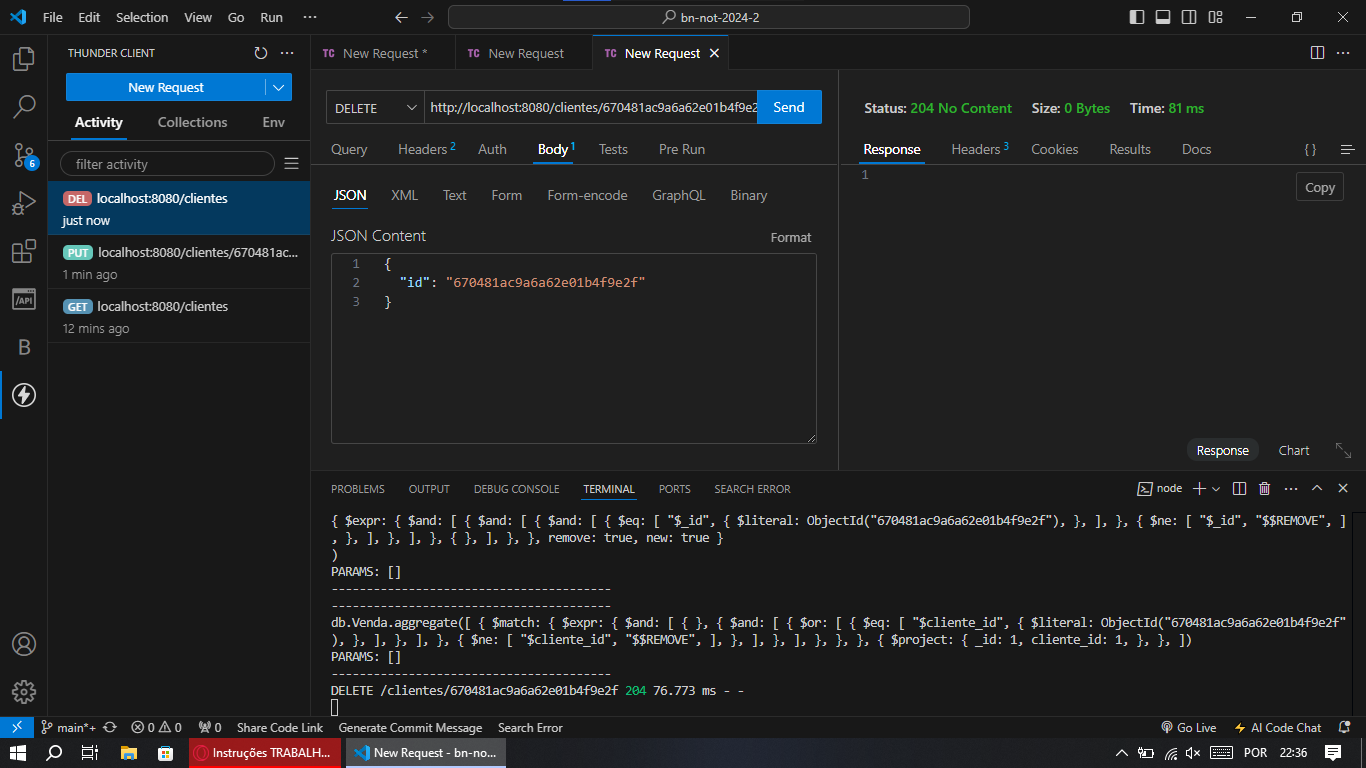 File Edit Selection View Go Run ··· bn-not-2024-2
THUNDER CLIENT ···
TC New Request *
TC New Request
TC New Request
New Request
Activity Collections Env
filter activity
DEL localhost:8080/clientes
just now
PUT localhost:8080/clientes/670481ac...
1 min ago
GET localhost:8080/clientes
12 mins ago
6
/API
B
DELETE http://localhost:8080/clientes/670481ac9a6a62e01b4f9e2 Send
Query Headers 2 Auth Body 1 Tests Pre Run
JSON XML Text Form Form-encode GraphQL Binary
JSON Content Format
1 {
2 "id": "670481ac9a6a62e01b4f9e2f"
3 }
Status: 204 No Content Size: 0 Bytes Time: 81 ms
Response Headers 3 Cookies Results Docs { }
1
Copy
Response Chart
PROBLEMS OUTPUT DEBUG CONSOLE TERMINAL PORTS SEARCH ERROR node ···
{ $expr: { $and: [ { $and: [ { $and: [ { $eq: [ "$_id", { $literal: ObjectId("670481ac9a6a62e01b4f9e2f"), }, ], }, { $ne: [ "$_id", "$$REMOVE", ]
, }, ], }, ], }, { }, ], }, }, remove: true, new: true }
)
PARAMS: []
----------------------------------------
----------------------------------------
db.Venda.aggregate([ { $match: { $expr: { $and: [ { }, { $and: [ { $or: [ { $eq: [ "$cliente_id", { $literal: ObjectId("670481ac9a6a62e01b4f9e2f"
), }, ], }, ], }, { $ne: [ "$cliente_id", "$$REMOVE", ], }, ], }, ], }, }, }, { $project: { _id: 1, cliente_id: 1, }, }, ])
PARAMS: []
----------------------------------------
DELETE /clientes/670481ac9a6a62e01b4f9e2f 204 76.773 ms - -
main*+ 0 0 0 Share Code Link Generate Commit Message Search Error Go Live AI Code Chat
Instruções TRABALH... New Request - bn-no... POR 22:36